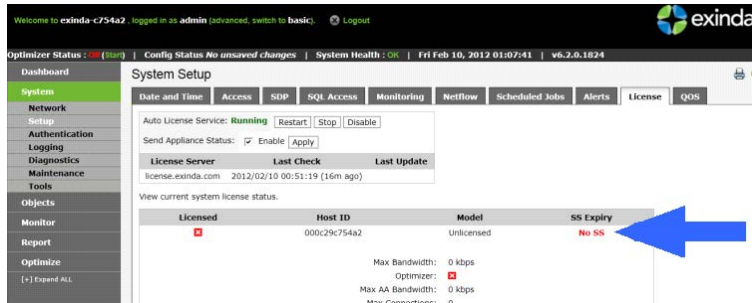 Welcome to exinda-c754a2 , logged in as admin (advanced, switch to basic). Logout
exinda
Optimizer Status : Off (Start) | Config Status No unsaved changes | System Health : OK | Fri Feb 10, 2012 01:07:41 | v6.2.0.1824
Dashboard
System
Network
Setup
Authentication
Logging
Diagnostics
Maintenance
Tools
Objects
Monitor
Report
Optimize
[+] Expand ALL
System Setup
Date and Time Access SDP SQL Access Monitoring Netflow Scheduled Jobs Alerts License QOS
Auto License Service: Running Restart Stop Disable
Send Appliance Status: Enable Apply
License Server Last Check Last Update
license.exinda.com 2012/02/10 00:51:19 (16m ago)
View current system license status.
Licensed Host ID Model SS Expiry
000c29c754a2 Unlicensed No SS
Max Bandwidth: 0 kbps
Optimizer:
Max AA Bandwidth: 0 kbps
Max Connections: 0